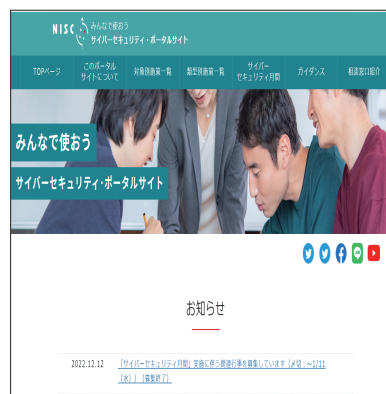 NISC みんなで使おう
サイバーセキュリティ・ポータルサイト
TOPページ
このポータル
サイトについて
対象別施策一覧
類型別施策一覧
サイバー
セキュリティ月間
ガイダンス
相談窓口紹介
みんなで使おう
サイバーセキュリティ・ポータルサイト
お知らせ
2022.12.12 「サイバーセキュリティ月間」実施に伴う関連行事を募集しています（〆切：～1/11
（水））（募集終了）